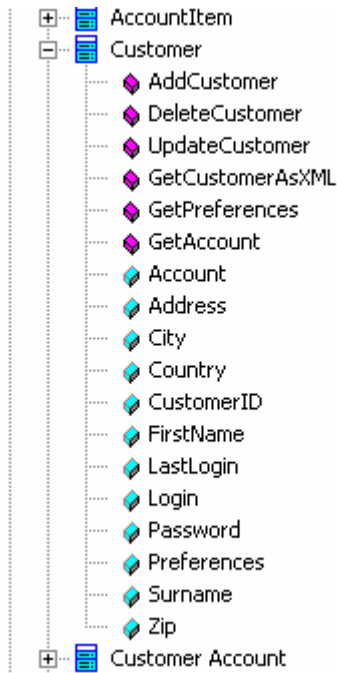 AccountItem
Customer
AddCustomer
DeleteCustomer
UpdateCustomer
GetCustomerAsXML
GetPreferences
GetAccount
Account
Address
City
Country
CustomerID
FirstName
LastLogin
Login
Password
Preferences
Surname
Zip
Customer Account